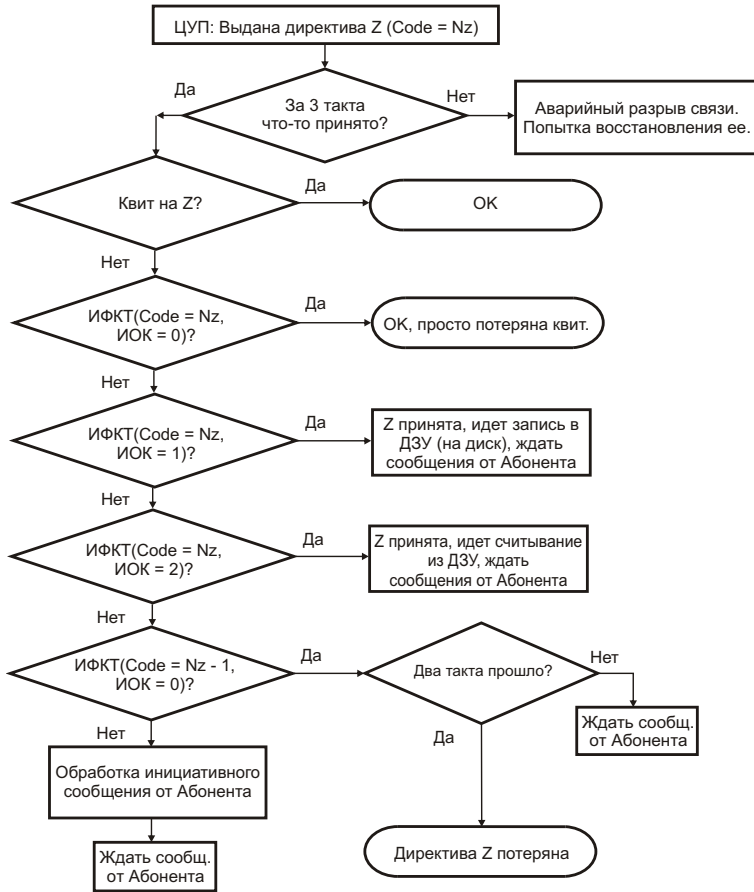 ЦУП: Выдана директива Z (Code = Nz)
За 3 такта
что-то принято?
Да
Нет
Аварийный разрыв связи.
Попытка восстановления ее.
Квит на Z?
Да
OK
Нет
ИФКТ(Code = Nz,
ИОК = 0)?
Да
OK, просто потеряна квит.
Нет
ИФКТ(Code = Nz,
ИОК = 1)?
Да
Z принята, идет запись в
ДЗУ (на диск), ждать
сообщения от Абонента
Нет
ИФКТ(Code = Nz,
ИОК = 2)?
Да
Z принята, идет считывание
из ДЗУ, ждать
сообщения от Абонента
Нет
ИФКТ(Code = Nz - 1,
ИОК = 0)?
Да
Два такта прошло?
Нет
Ждать сообщ.
от Абонента
Да
Директива Z потеряна
Нет
Обработка инициативного
сообщения от Абонента
Ждать сообщ.
от Абонента